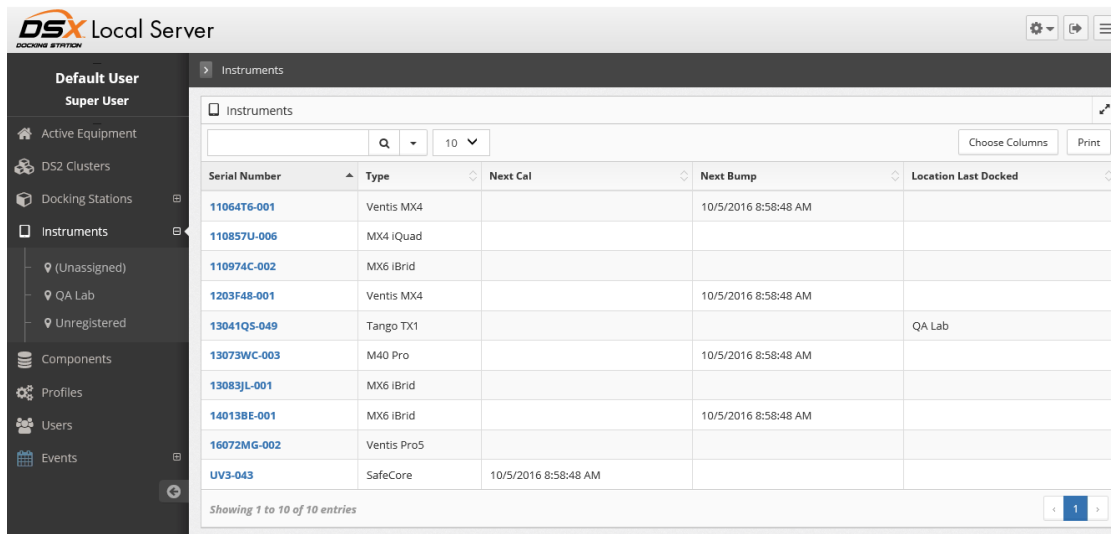 DSX Local Server
DOCKING STATION
Default User
Super User
Active Equipment
DS2 Clusters
Docking Stations
Instruments
(Unassigned)
QA Lab
Unregistered
Components
Profiles
Users
Events
Instruments
Instruments
10
Choose Columns Print
Serial Number Type Next Cal Next Bump Location Last Docked
11064T6-001 Ventis MX4 10/5/2016 8:58:48 AM
110857U-006 MX4 iQuad
110974C-002 MX6 iBrid
1203F48-001 Ventis MX4 10/5/2016 8:58:48 AM
13041QS-049 Tango TX1 QA Lab
13073WC-003 M40 Pro 10/5/2016 8:58:48 AM
13083JL-001 MX6 iBrid
14013BE-001 MX6 iBrid 10/5/2016 8:58:48 AM
16072MG-002 Ventis Pro5
UV3-043 SafeCore 10/5/2016 8:58:48 AM
Showing 1 to 10 of 10 entries
1